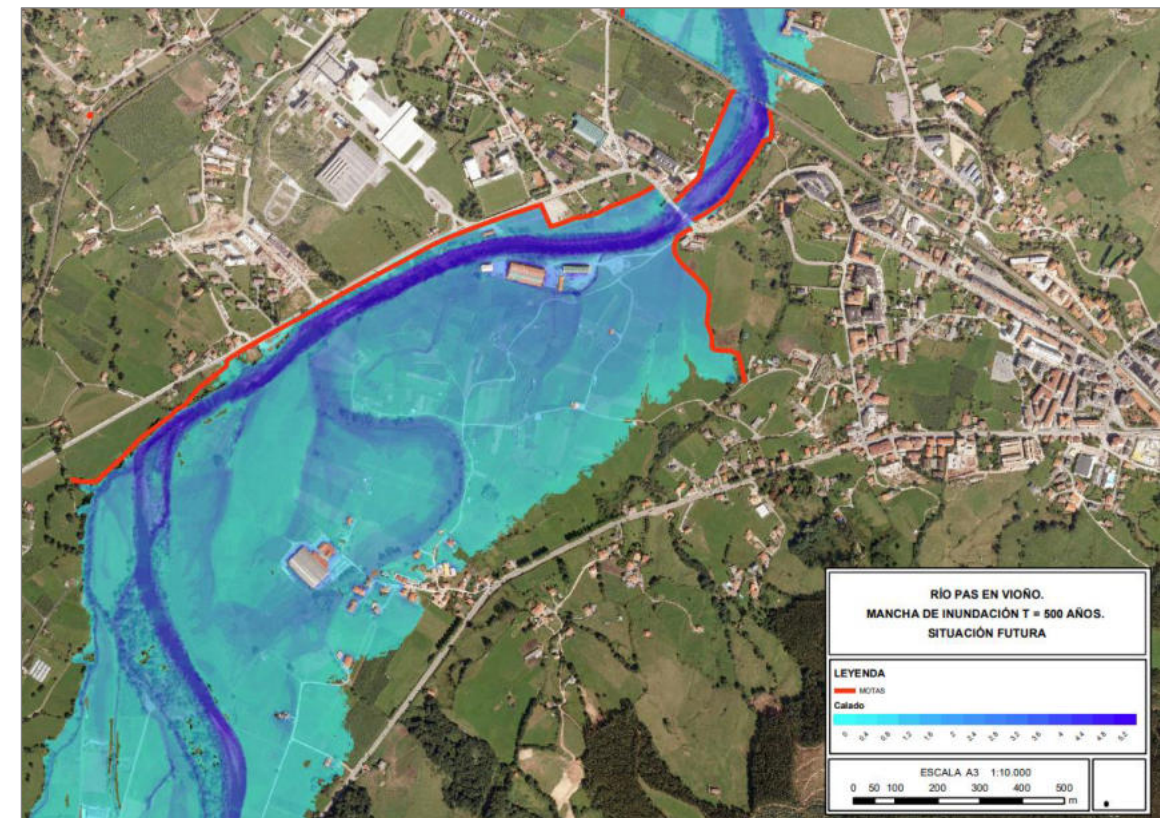 RÍO PAS EN VIOÑO.
MANCHA DE INUNDACIÓN T = 500 AÑOS.
SITUACIÓN FUTURA
LEYENDA
MOTAS
Calado
0 0,4 0,8 1,2 1,6 2 2,4 2,8 3,2 3,6 4 4,4 4,8 5,2
ESCALA A3 1:10.000
0 50 100 200 300 400 500
m